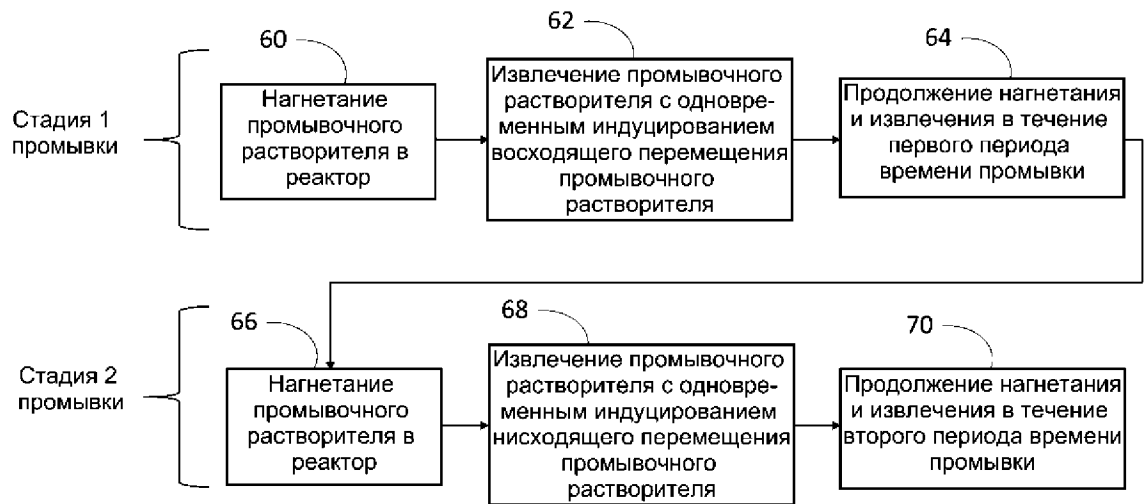 60
62
64
Стадия 1
промывки
Нагнетание
промывочного
растворителя в
реактор
Извлечение промывочного
растворителя с одновре-
менным индуцированием
восходящего перемещения
промывочного
растворителя
Продолжение нагнетания
и извлечения в течение
первого периода
времени промывки
66
68
70
Стадия 2
промывки
Нагнетание
промывочного
растворителя в
реактор
Извлечение промывочного
растворителя с одновре-
менным индуцированием
нисходящего перемещения
промывочного
растворителя
Продолжение нагнетания
и извлечения в течение
второго периода времени
промывки